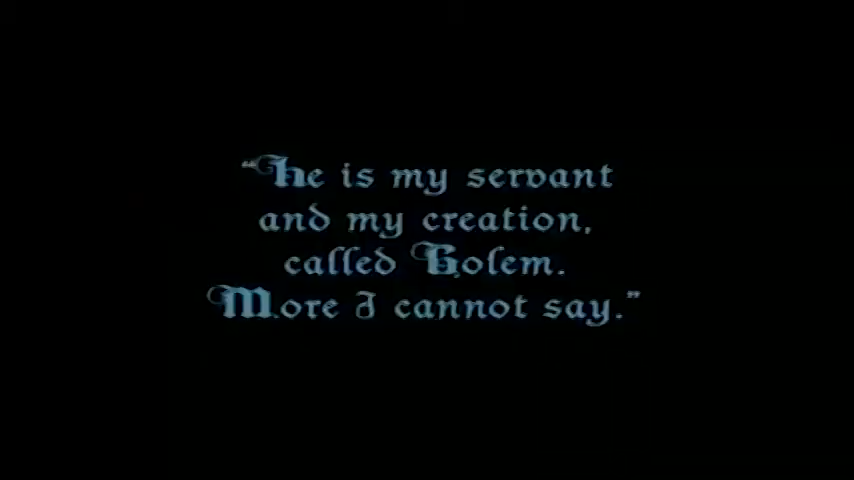 “He is my servant
and my creation,
called Golem.
More I cannot say.”